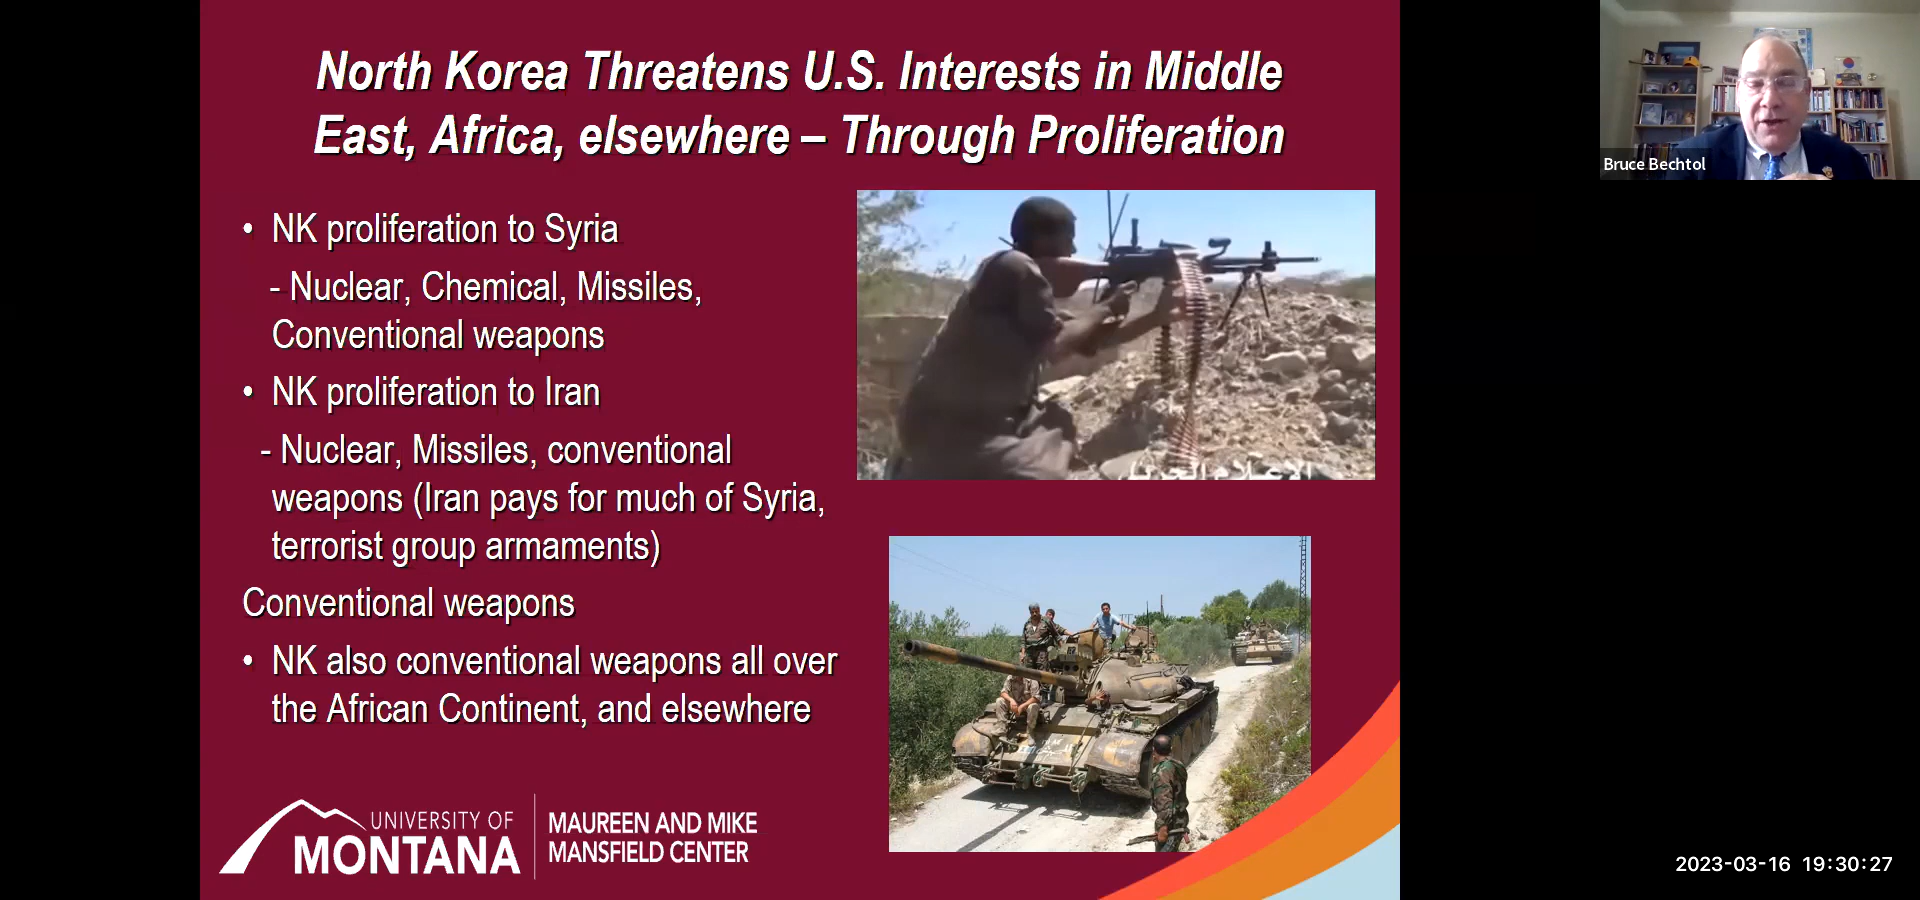 North Korea Threatens U.S. Interests in Middle
East, Africa, elsewhere – Through Proliferation
• NK proliferation to Syria
- Nuclear, Chemical, Missiles,
Conventional weapons
• NK proliferation to Iran
- Nuclear, Missiles, conventional
weapons (Iran pays for much of Syria,
terrorist group armaments)
Conventional weapons
• NK also conventional weapons all over
the African Continent, and elsewhere
UNIVERSITY OF
MONTANA
MAUREEN AND MIKE
MANSFIELD CENTER
Bruce Bechtol
2023-03-16 19:30:27